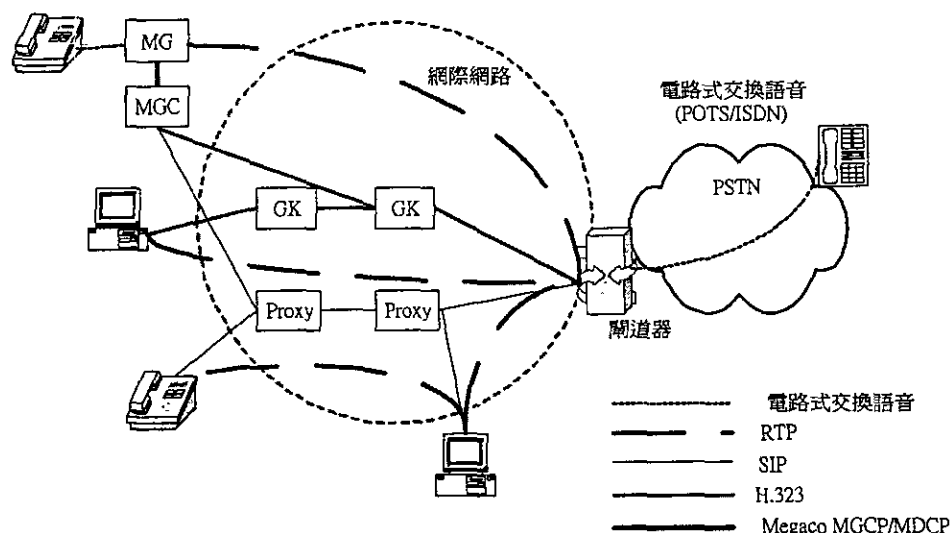 MG
網際網路
電路式交換語音
(POTS/ISDN)
MGC
PSTN
GK
GK
Proxy
Proxy
閘道器
電路式交換語音
RTP
SIP
H.323
Megaco MGCP/MDCP